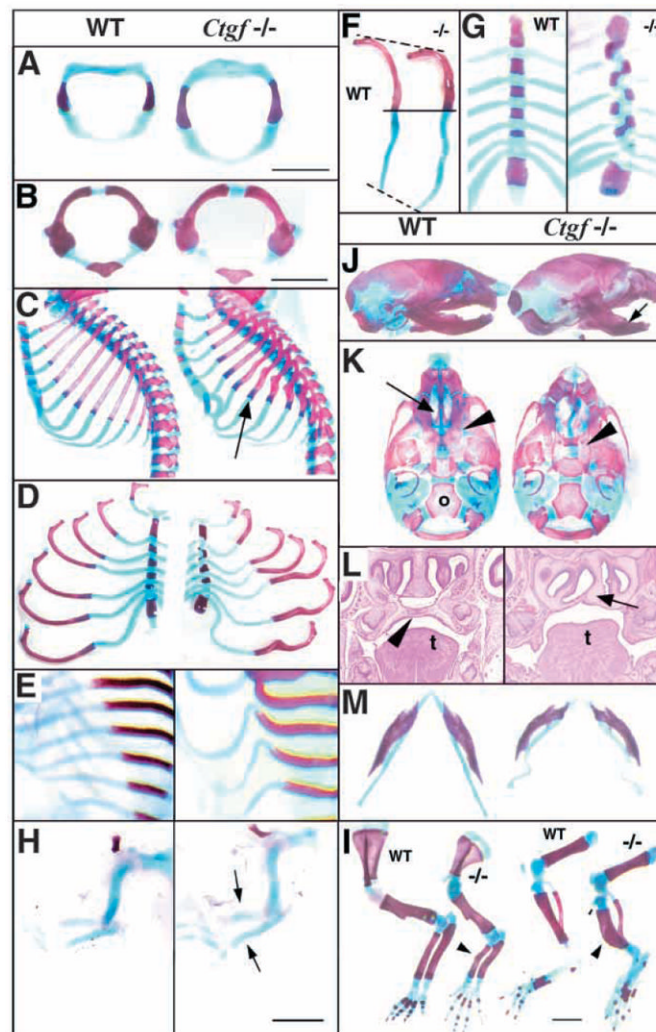 WT Ctgf -/-
A
B
C
D
E
H
F WT -/-
G WT -/-
WT Ctgf -/-
J
K o
L t t
M
I WT -/- WT -/-